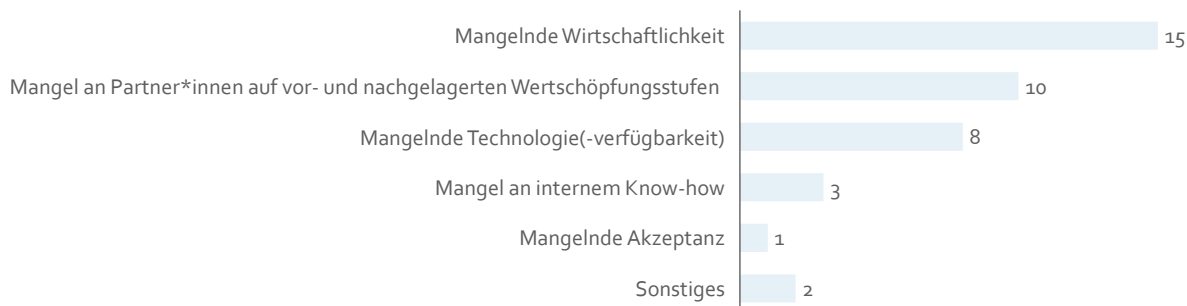 Mangelnde Wirtschaftlichkeit 15
Mangel an Partner*innen auf vor- und nachgelagerten Wertschöpfungsstufen 10
Mangelnde Technologie(-verfügbarkeit) 8
Mangel an internem Know-how 3
Mangelnde Akzeptanz 1
Sonstiges 2